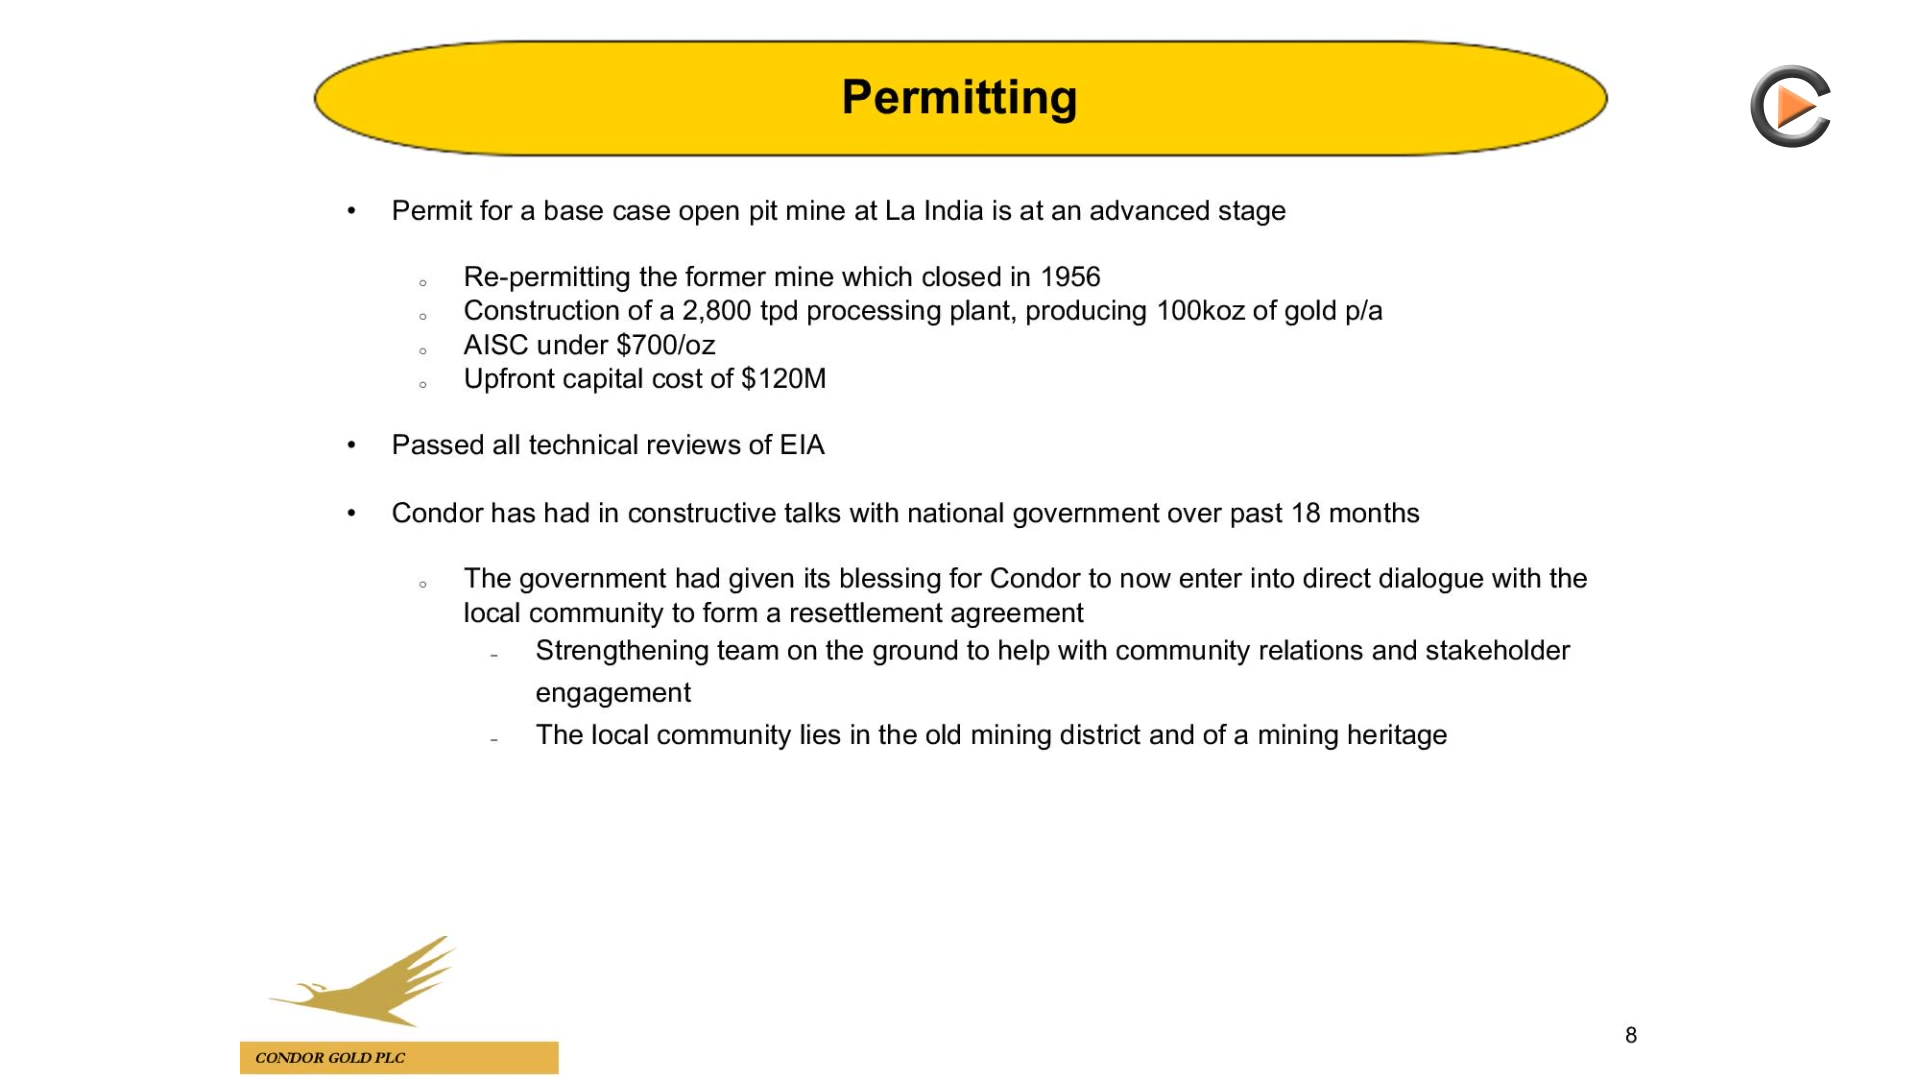 Permitting
• Permit for a base case open pit mine at La India is at an advanced stage
○ Re-permitting the former mine which closed in 1956
○ Construction of a 2,800 tpd processing plant, producing 100koz of gold p/a
○ AISC under $700/oz
○ Upfront capital cost of $120M
• Passed all technical reviews of EIA
• Condor has had in constructive talks with national government over past 18 months
○ The government had given its blessing for Condor to now enter into direct dialogue with the
local community to form a resettlement agreement
- Strengthening team on the ground to help with community relations and stakeholder
engagement
- The local community lies in the old mining district and of a mining heritage
CONDOR GOLD PLC
8